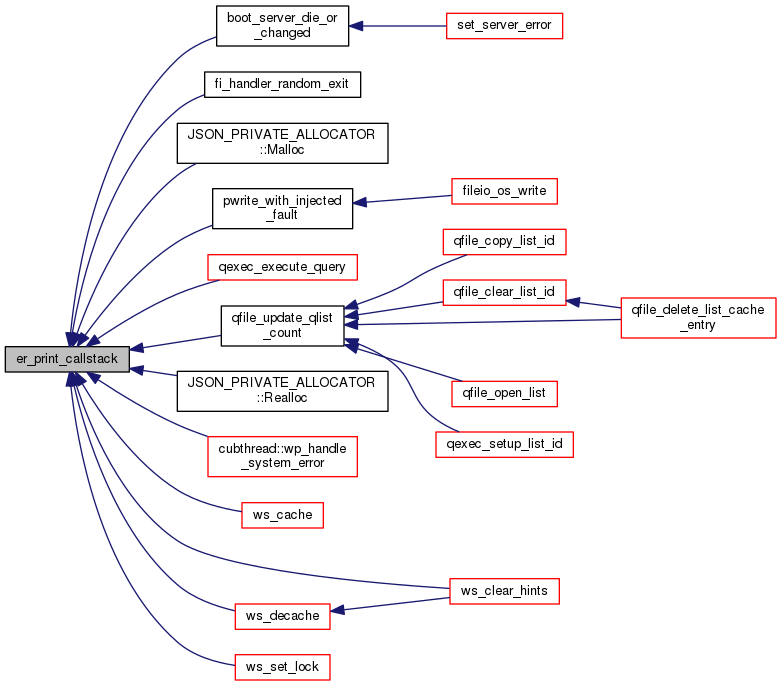 boot_server_die_or
_changed
set_server_error
fi_handler_random_exit
JSON_PRIVATE_ALLOCATOR
::Malloc
pwrite_with_injected
_fault
fileio_os_write
qfile_copy_list_id
qexec_execute_query
qfile_clear_list_id
qfile_update_qlist
_count
qfile_delete_list_cache
_entry
er_print_callstack
JSON_PRIVATE_ALLOCATOR
::Realloc
qfile_open_list
cubthread::wp_handle
_system_error
qexec_setup_list_id
ws_cache
ws_clear_hints
ws_decache
ws_set_lock